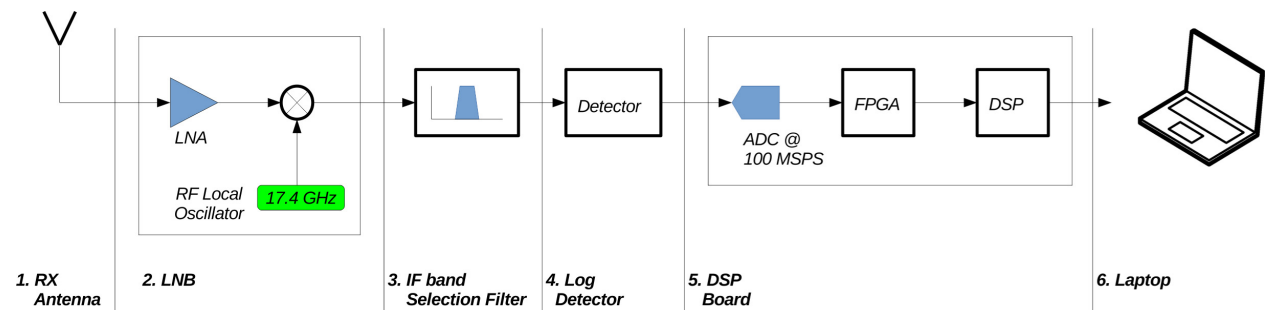 LNA
RF Local
Oscillator
17.4 GHz
Detector
ADC @
100 MSPS
FPGA
DSP
1. RX
Antenna
2. LNB
3. IF band
Selection Filter
4. Log
Detector
5. DSP
Board
6. Laptop